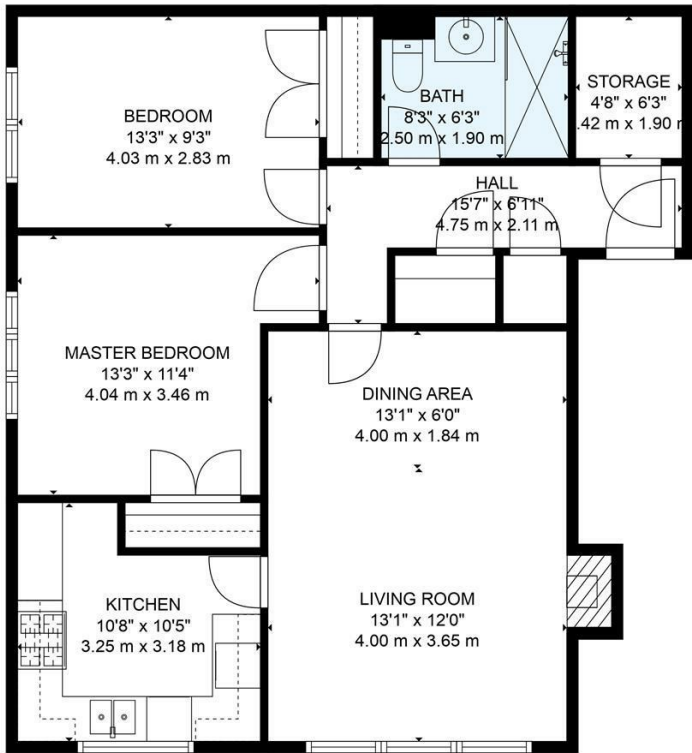 BEDROOM
13'3" x 9'3"
4.03 m x 2.83 m
BATH
8'3" x 6'3"
2.50 m x 1.90 m
STORAGE
4'8" x 6'3"
.42 m x 1.90 m
HALL
15'7" x 6'11"
4.75 m x 2.11 m
MASTER BEDROOM
13'3" x 11'4"
4.04 m x 3.46 m
DINING AREA
13'1" x 6'0"
4.00 m x 1.84 m
KITCHEN
10'8" x 10'5"
3.25 m x 3.18 m
LIVING ROOM
13'1" x 12'0"
4.00 m x 3.65 m